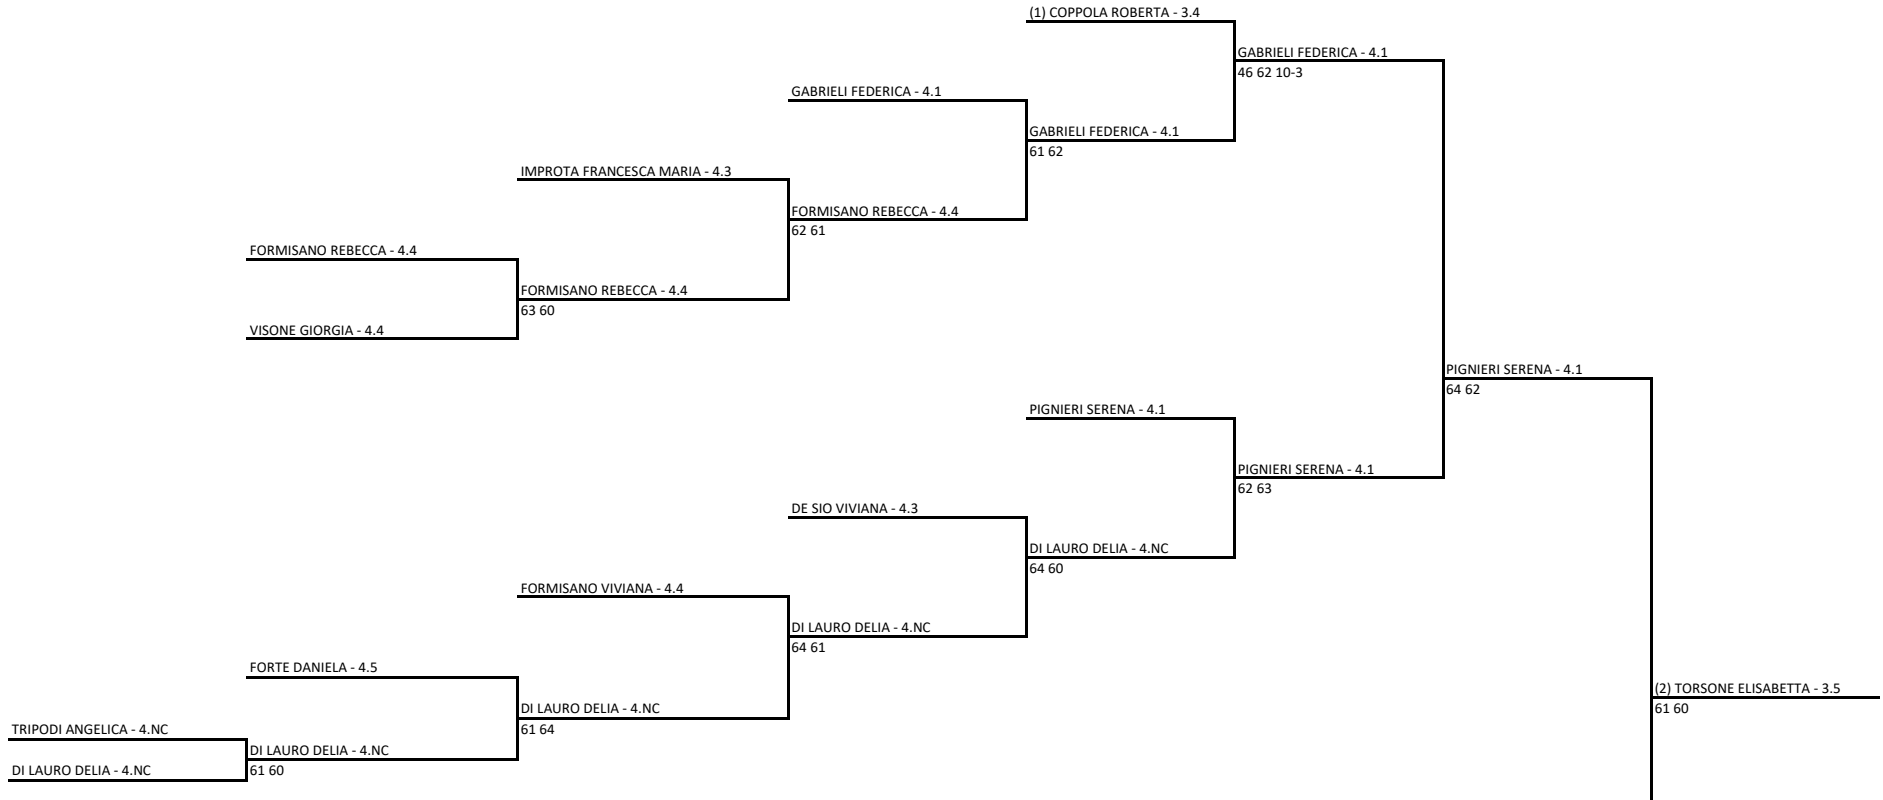 (1) COPPOLA ROBERTA - 3.4
GABRIELI FEDERICA - 4.1
46 62 10-3
GABRIELI FEDERICA - 4.1
GABRIELI FEDERICA - 4.1
61 62
IMPROTA FRANCESCA MARIA - 4.3
FORMISANO REBECCA - 4.4
62 61
FORMISANO REBECCA - 4.4
FORMISANO REBECCA - 4.4
63 60
VISONE GIORGIA - 4.4
PIGNIERI SERENA - 4.1
64 62
PIGNIERI SERENA - 4.1
PIGNIERI SERENA - 4.1
62 63
DE SIO VIVIANA - 4.3
DI LAURO DELIA - 4.NC
64 60
FORMISANO VIVIANA - 4.4
DI LAURO DELIA - 4.NC
64 61
FORTE DANIELA - 4.5
(2) TORSONE ELISABETTA - 3.5
61 60
DI LAURO DELIA - 4.NC
61 64
TRIPODI ANGELICA - 4.NC
DI LAURO DELIA - 4.NC
61 60
DI LAURO DELIA - 4.NC